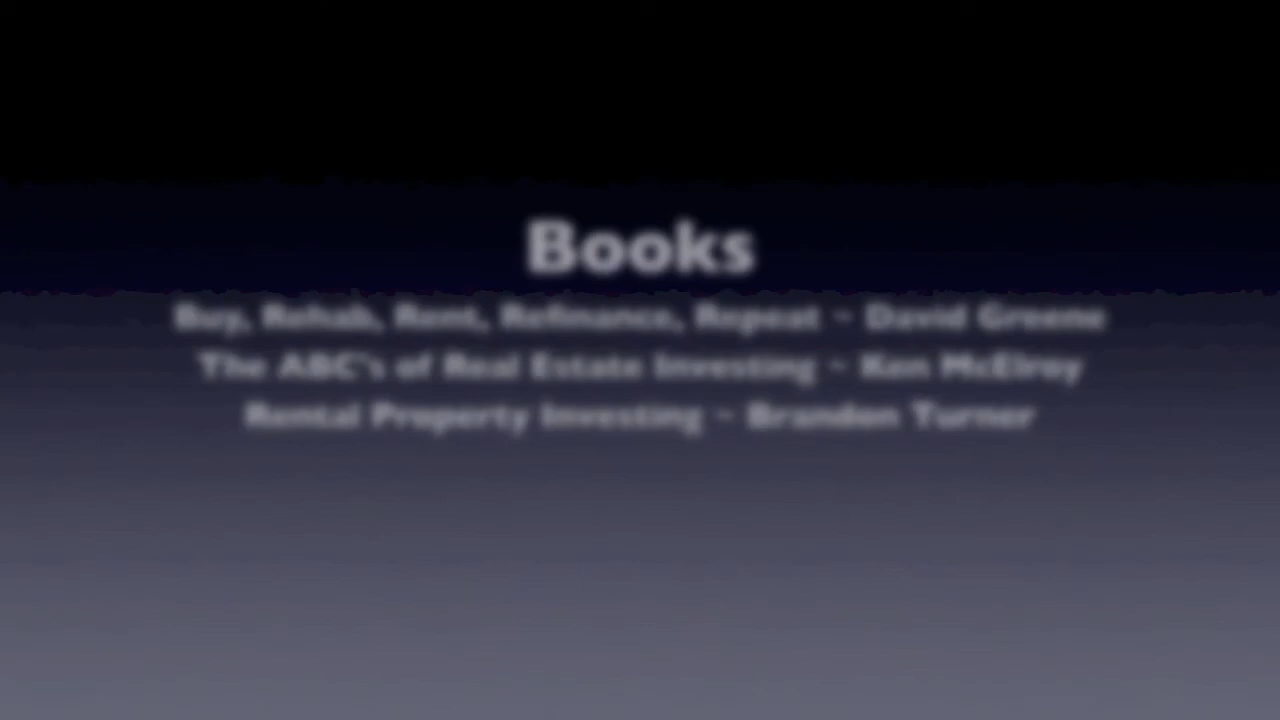 Books
Buy, Rehab, Rent, Refinance, Repeat ~ David Greene
The ABC's of Real Estate Investing ~ Ken McElroy
Rental Property Investing ~ Brandon Turner